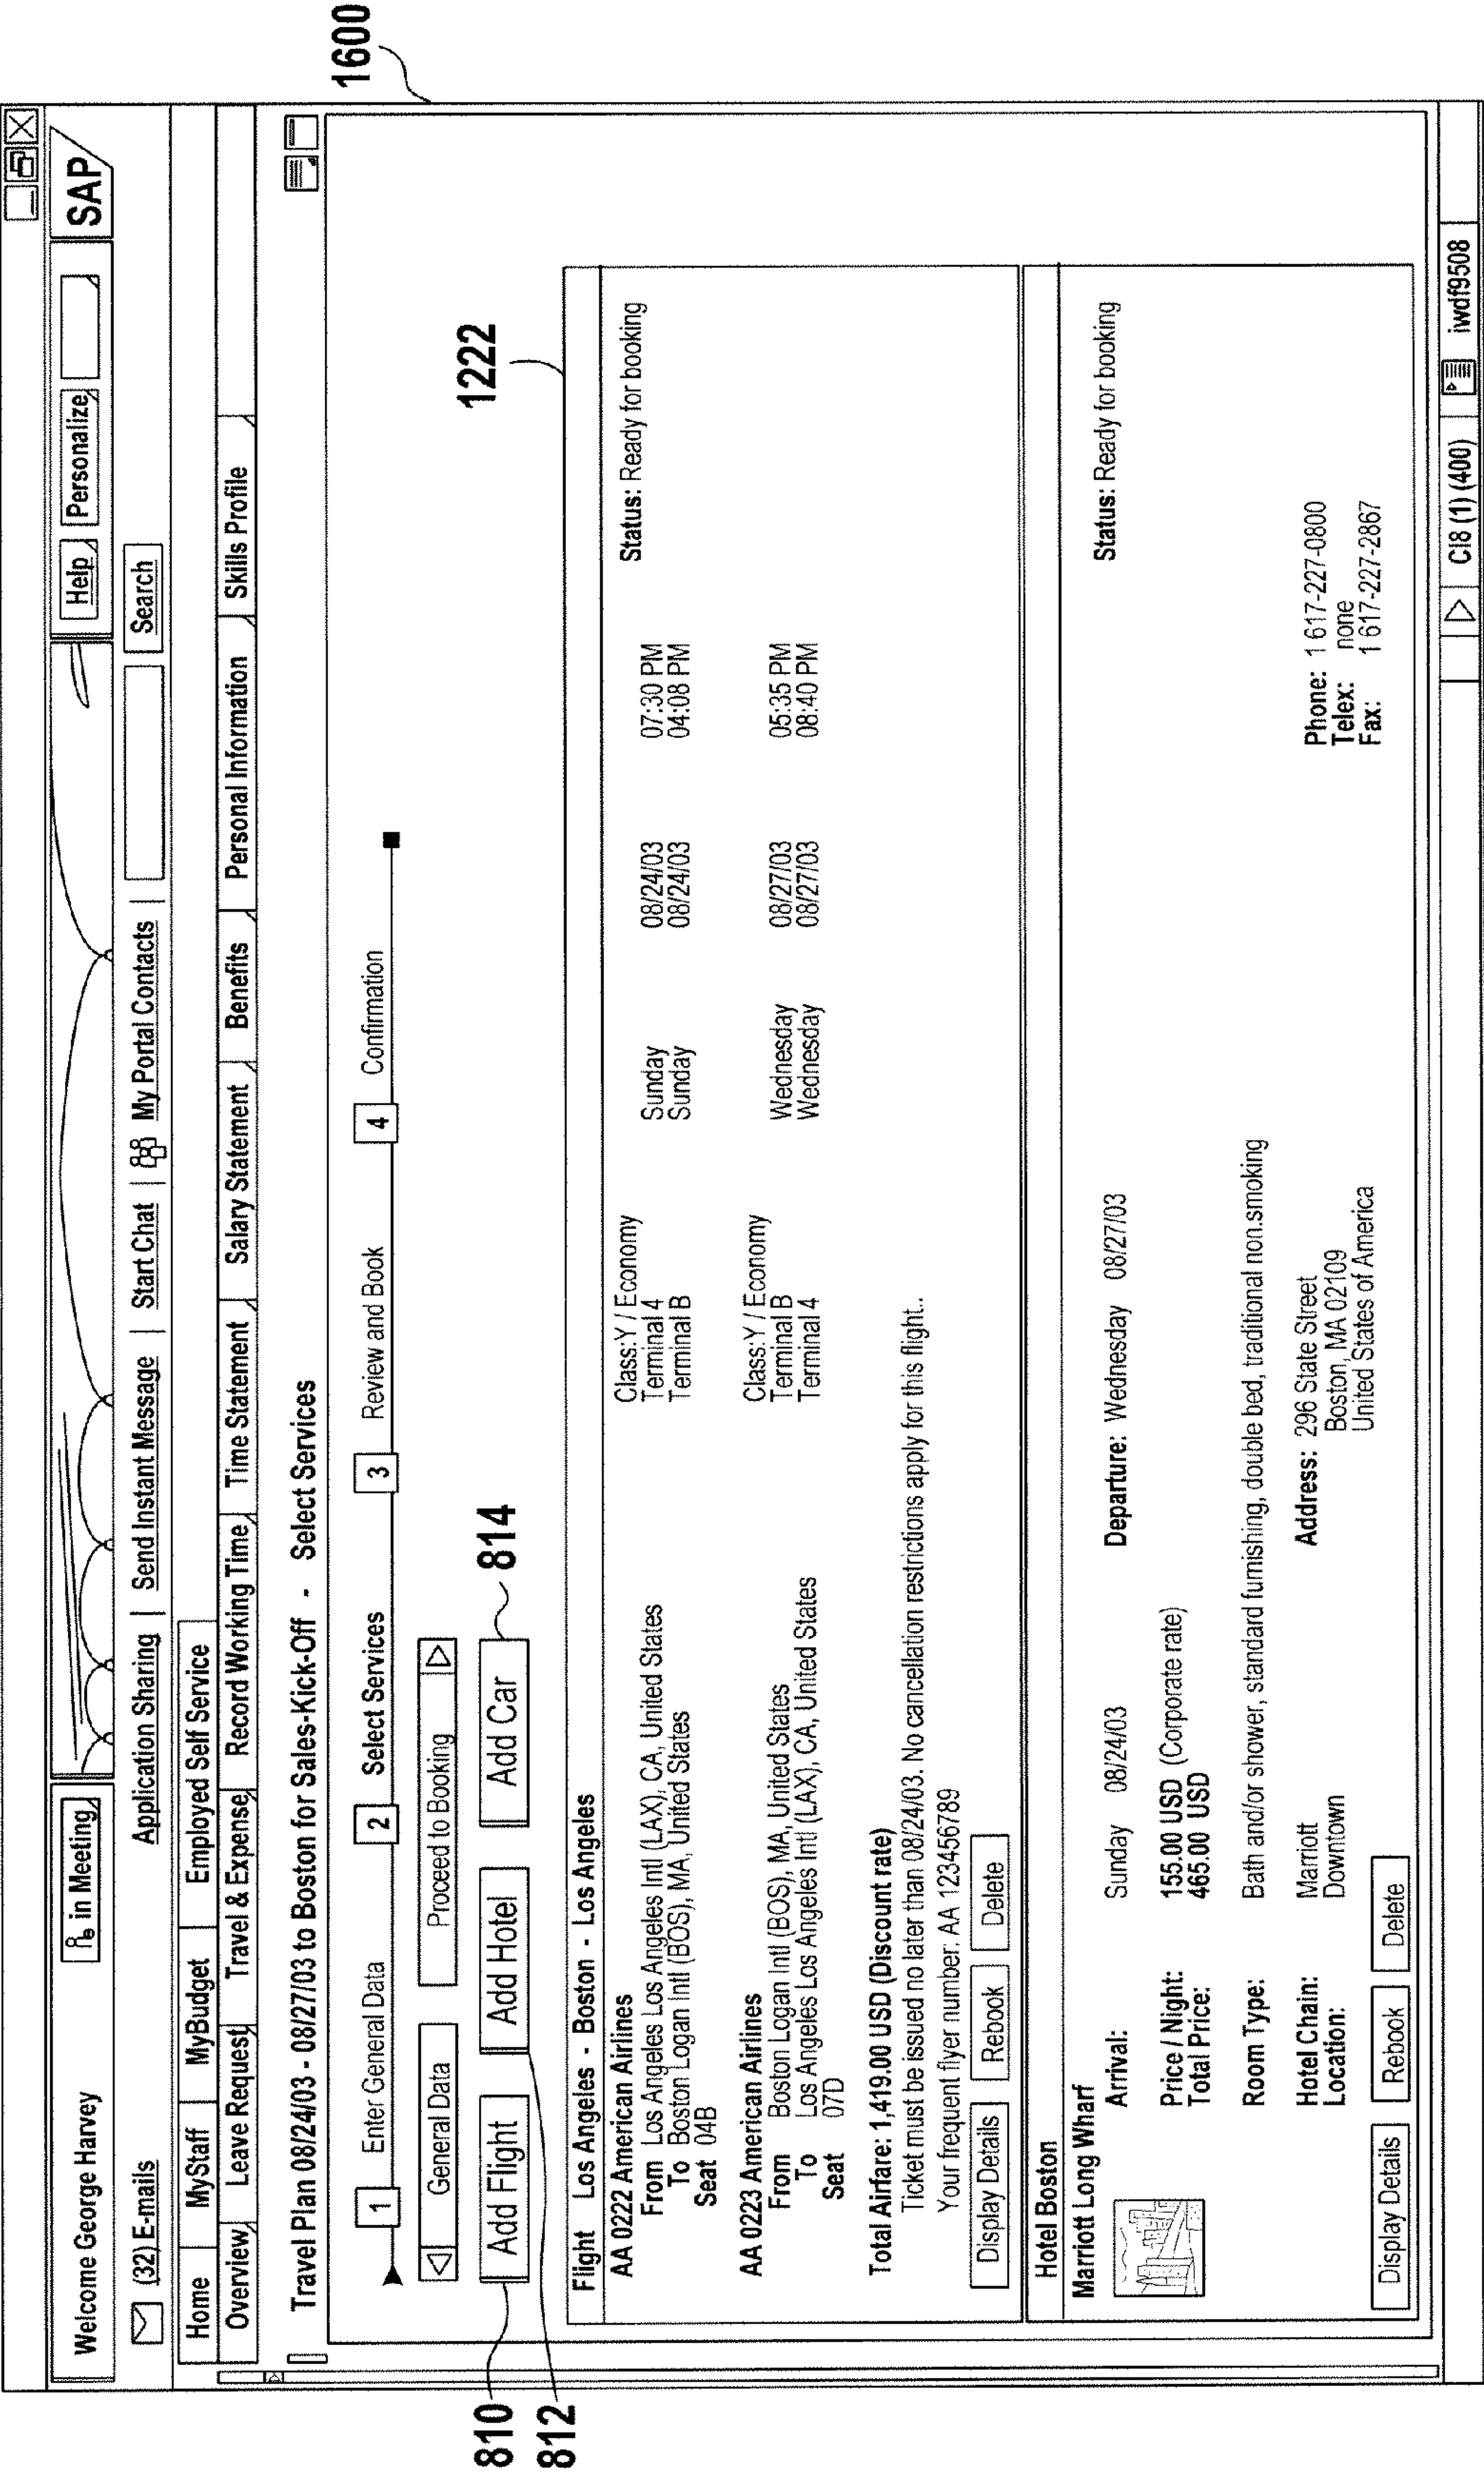 Welcome George Harvey in Meeting Help Personalize SAP
(32) E-mails Application Sharing | Send Instant Message | Start Chat | My Portal Contacts | Search
Home MyStaff MyBudget Employed Self Service
Overview Leave Request Travel & Expense Record Working Time Time Statement Salary Statement Benefits Personal Information Skills Profile
Travel Plan 08/24/03 - 08/27/03 to Boston for Sales-Kick-Off - Select Services
1600
1 Enter General Data 2 Select Services 3 Review and Book 4 Confirmation
General Data Proceed to Booking
810 Add Flight Add Hotel Add Car 814
812
1222
Flight Los Angeles - Boston - Los Angeles
AA 0222 American Airlines Class:Y / Economy Status: Ready for booking
From Los Angeles Los Angeles Intl (LAX), CA, United States Terminal 4 Sunday 08/24/03 07:30 PM
To Boston Logan Intl (BOS), MA, United States Terminal B Sunday 08/24/03 04:08 PM
Seat 04B
AA 0223 American Airlines Class:Y / Economy
From Boston Logan Intl (BOS), MA, United States Terminal B Wednesday 08/27/03 05:35 PM
To Los Angeles Los Angeles Intl (LAX), CA, United States Terminal 4 Wednesday 08/27/03 08:40 PM
Seat 07D
Total Airfare: 1,419.00 USD (Discount rate)
Ticket must be issued no later than 08/24/03. No cancellation restrictions apply for this flight..
Your frequent flyer number: AA 123456789
Display Details Rebook Delete
Hotel Boston
Marriott Long Wharf
Arrival: Sunday 08/24/03 Departure: Wednesday 08/27/03 Status: Ready for booking
Price / Night: 155.00 USD (Corporate rate)
Total Price: 465.00 USD
Room Type: Bath and/or shower, standard furnishing, double bed, traditional non.smoking
Hotel Chain: Marriott Address: 296 State Street Phone: 1 617-227-0800
Location: Downtown Boston, MA 02109 Telex: none
United States of America Fax: 1 617-227-2867
Display Details Rebook Delete
CI8 (1) (400) iwdf9508